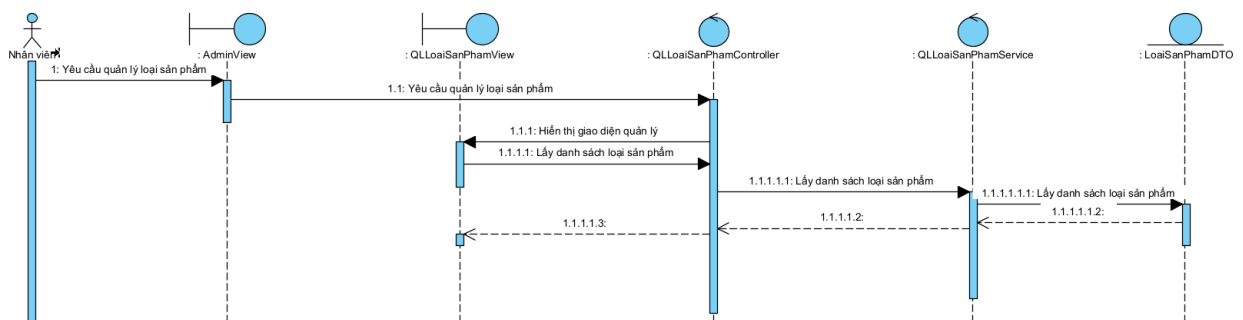 Nhân viên
: AdminView
: QLLoaiSanPhamView
: QLLoaiSanPhamController
: QLLoaiSanPhamService
: LoaiSanPhamDTO
1: Yêu cầu quản lý loại sản phẩm
1.1: Yêu cầu quản lý loại sản phẩm
1.1.1: Hiển thị giao diện quản lý
1.1.1.1: Lấy danh sách loại sản phẩm
1.1.1.1.1: Lấy danh sách loại sản phẩm
1.1.1.1.1.1: Lấy danh sách loại sản phẩm
1.1.1.1.1.2:
1.1.1.1.2:
1.1.1.1.3: